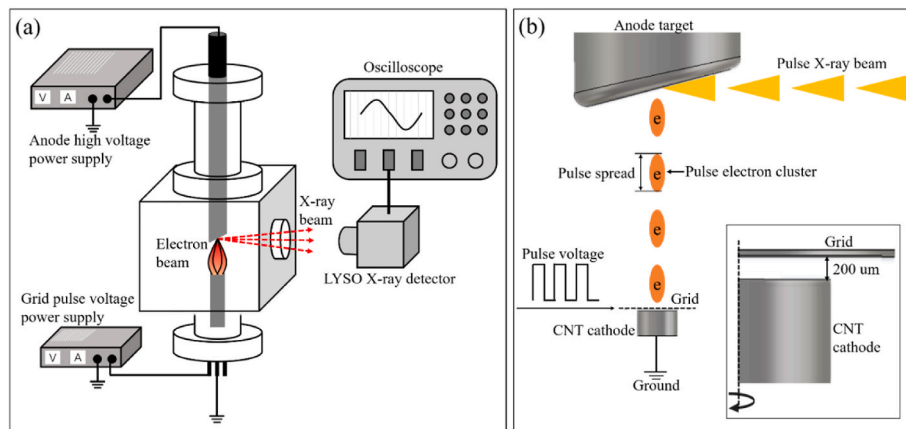 (a)
Oscilloscope
V A
Anode high voltage
power supply
X-ray
beam
Electron
beam
LYSO X-ray detector
Grid pulse voltage
power supply
V A
(b)
Anode target
Pulse X-ray beam
e
Pulse spread
e
Pulse electron cluster
e
Pulse voltage
e
Grid
CNT cathode
Ground
Grid
200 um
CNT
cathode